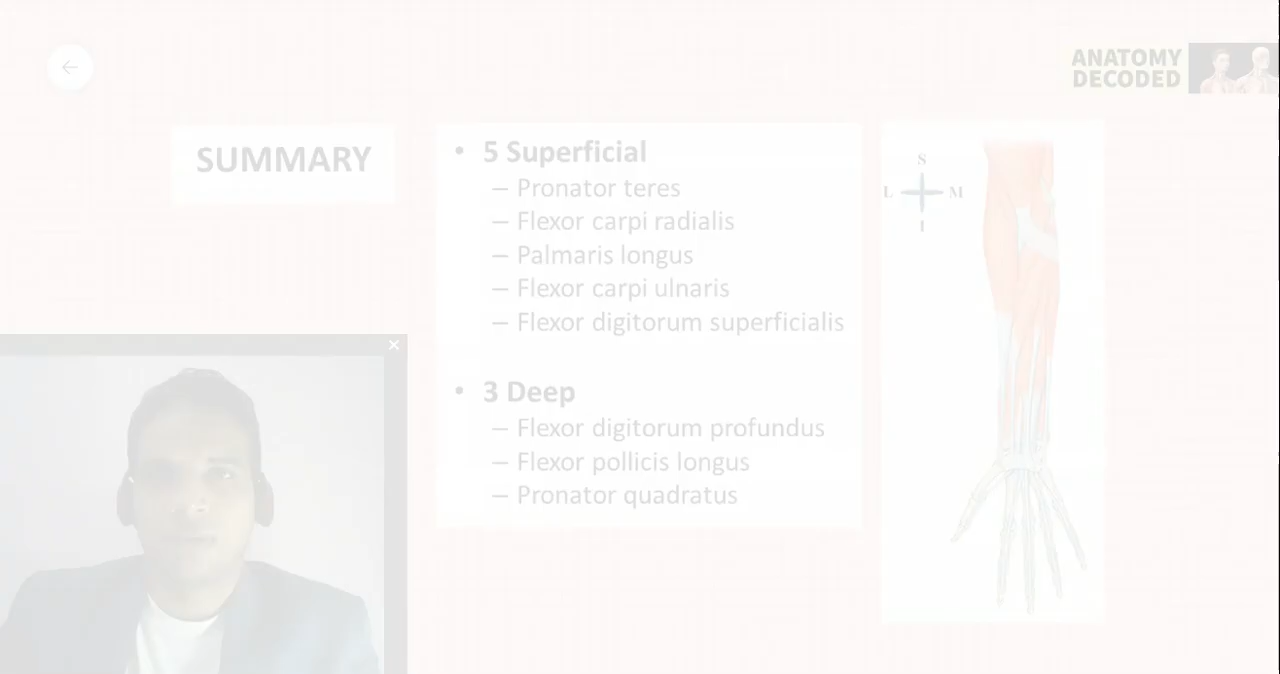 ANATOMY
DECODED
SUMMARY
• 5 Superficial
– Pronator teres
– Flexor carpi radialis
– Palmaris longus
– Flexor carpi ulnaris
– Flexor digitorum superficialis
• 3 Deep
– Flexor digitorum profundus
– Flexor pollicis longus
– Pronator quadratus
S
L M
I